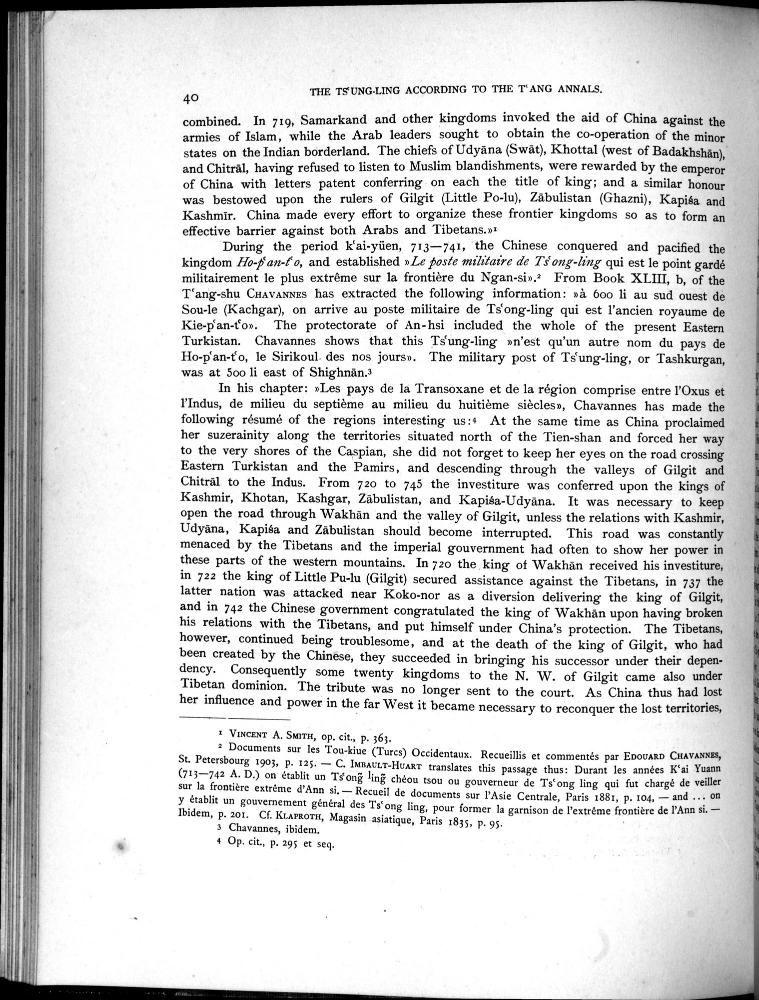 40
THE TS‘UNG-LING ACCORDING TO THE T‘ANG ANNALS.
combined. In 719, Samarkand and other kingdoms invoked the aid of China against the
armies of Islam, while the Arab leaders sought to obtain the co-operation of the minor
states on the Indian borderland. The chiefs of Udyāna (Swāt), Khottal (west of Badakhshān),
and Chitrāl, having refused to listen to Muslim blandishments, were rewarded by the emperor
of China with letters patent conferring on each the title of king; and a similar honour
was bestowed upon the rulers of Gilgit (Little Po-lu), Zābulistan (Ghazni), Kapiśa and
Kashmīr. China made every effort to organize these frontier kingdoms so as to form an
effective barrier against both Arabs and Tibetans.»¹
During the period k‘ai-yüen, 713—741, the Chinese conquered and pacified the
kingdom Ho-p‘an-t‘o, and established »Le poste militaire de Ts‘ong-ling qui est le point gardé
militairement le plus extrême sur la frontière du Ngan-si».² From Book XLIII, b, of the
T‘ang-shu CHAVANNES has extracted the following information: »à 600 li au sud ouest de
Sou-le (Kachgar), on arrive au poste militaire de Ts‘ong-ling qui est l'ancien royaume de
Kie-p‘an-t‘o». The protectorate of An-hsi included the whole of the present Eastern
Turkistan. Chavannes shows that this Ts‘ung-ling »n'est qu'un autre nom du pays de
Ho-p‘an-t‘o, le Sirikoul des nos jours». The military post of Ts‘ung-ling, or Tashkurgan,
was at 500 li east of Shighnān.³
In his chapter: »Les pays de la Transoxane et de la région comprise entre l'Oxus et
l'Indus, de milieu du septième au milieu du huitième siècles», Chavannes has made the
following résumé of the regions interesting us:⁴ At the same time as China proclaimed
her suzerainity along the territories situated north of the Tien-shan and forced her way
to the very shores of the Caspian, she did not forget to keep her eyes on the road crossing
Eastern Turkistan and the Pamirs, and descending through the valleys of Gilgit and
Chitrāl to the Indus. From 720 to 745 the investiture was conferred upon the kings of
Kashmir, Khotan, Kashgar, Zābulistan, and Kapiśa-Udyāna. It was necessary to keep
open the road through Wakhān and the valley of Gilgit, unless the relations with Kashmir,
Udyāna, Kapiśa and Zābulistan should become interrupted. This road was constantly
menaced by the Tibetans and the imperial gouvernment had often to show her power in
these parts of the western mountains. In 720 the king of Wakhān received his investiture,
in 722 the king of Little Pu-lu (Gilgit) secured assistance against the Tibetans, in 737 the
latter nation was attacked near Koko-nor as a diversion delivering the king of Gilgit,
and in 742 the Chinese government congratulated the king of Wakhān upon having broken
his relations with the Tibetans, and put himself under China's protection. The Tibetans,
however, continued being troublesome, and at the death of the king of Gilgit, who had
been created by the Chinese, they succeeded in bringing his successor under their depen-
dency. Consequently some twenty kingdoms to the N. W. of Gilgit came also under
Tibetan dominion. The tribute was no longer sent to the court. As China thus had lost
her influence and power in the far West it became necessary to reconquer the lost territories,
¹ VINCENT A. SMITH, op. cit., p. 363.
² Documents sur les Tou-kiue (Turcs) Occidentaux. Recueillis et commentés par EDOUARD CHAVANNES,
St. Petersbourg 1903, p. 125. — C. IMBAULT-HUART translates this passage thus: Durant les années K‘ai Yuann
(713—742 A. D.) on établit un Ts‘ong ling chéou tsou ou gouverneur de Ts‘ong ling qui fut chargé de veiller
sur la frontière extrême d'Ann si. — Recueil de documents sur l'Asie Centrale, Paris 1881, p. 104, — and ... on
y établit un gouvernement général des Ts‘ong ling, pour former la garnison de l'extrême frontière de l'Ann si. —
Ibidem, p. 201. Cf. KLAPROTH, Magasin asiatique, Paris 1835, p. 95.
³ Chavannes, ibidem.
⁴ Op. cit., p. 295 et seq.